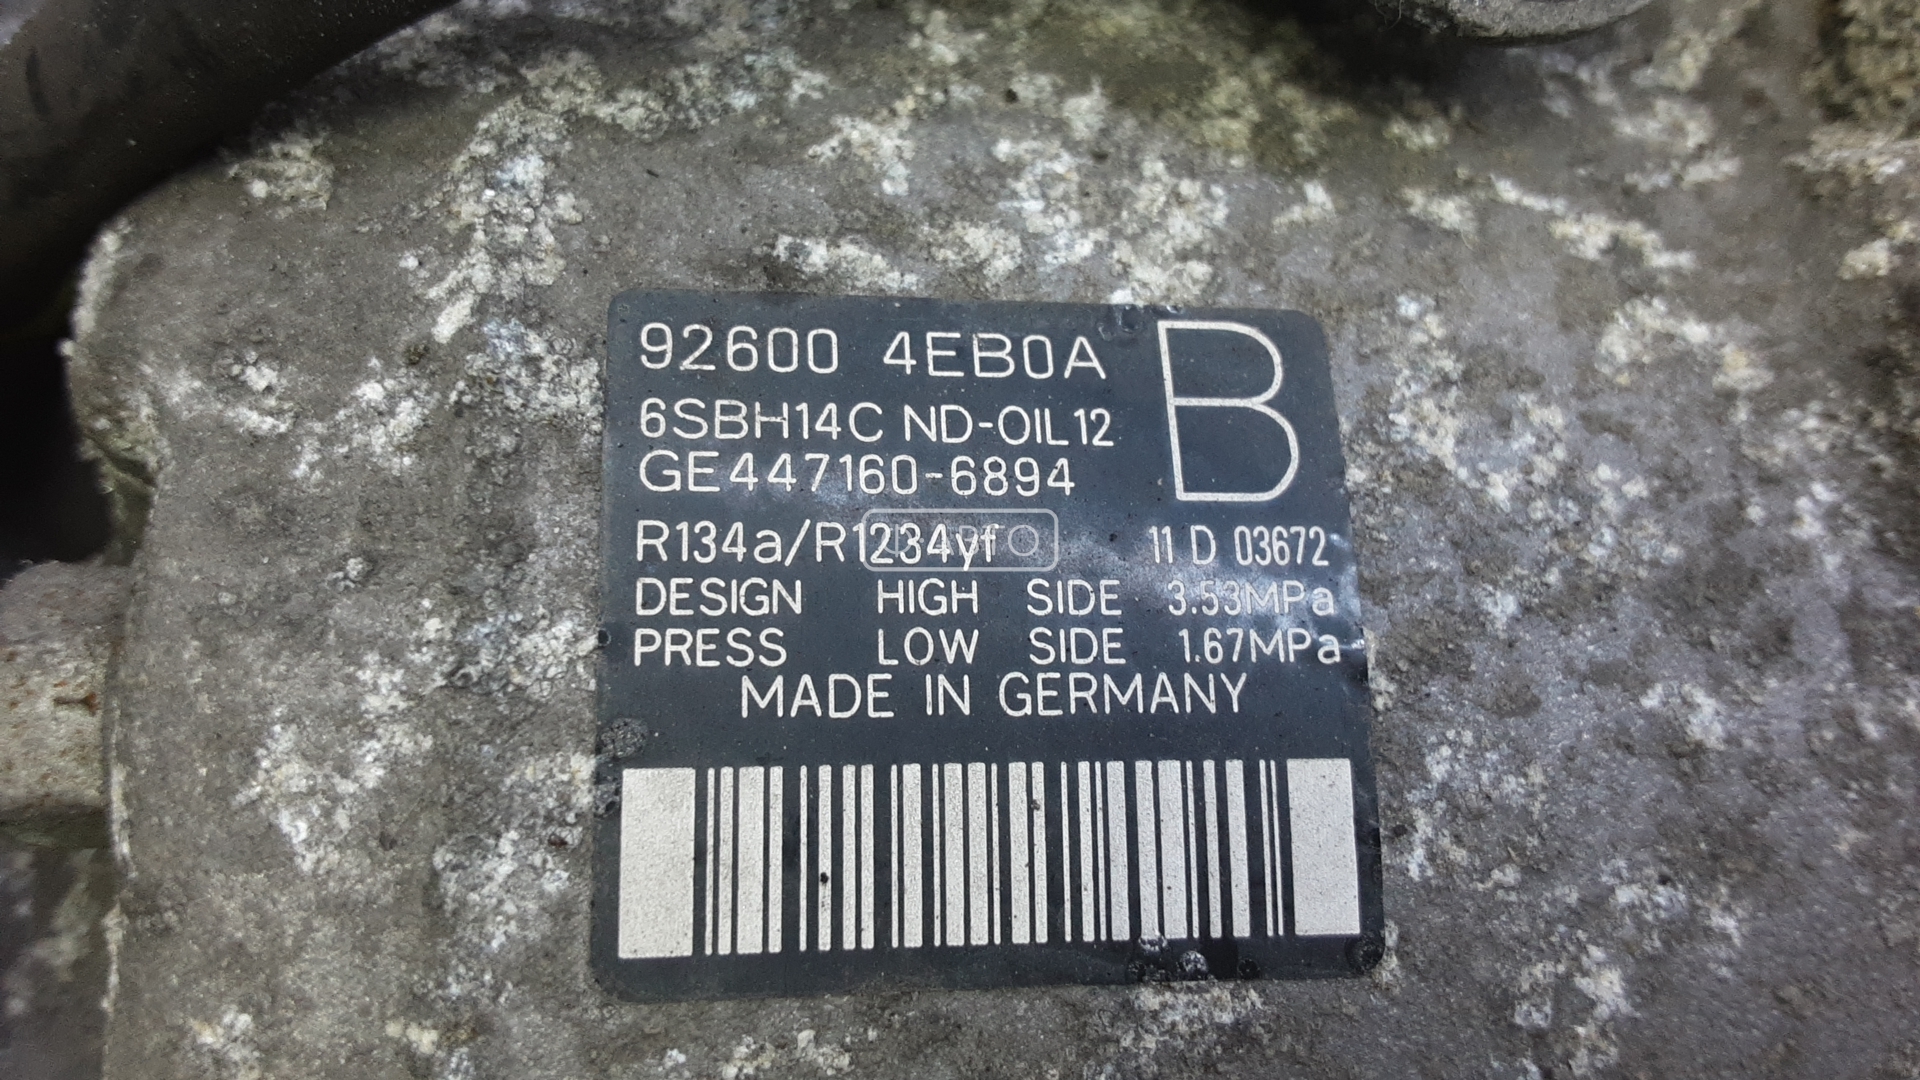 92600 4EB0A B
6SBH14C ND-OIL12
GE447160-6894
R134a/R1234yf 11 D 03672
DESIGN HIGH SIDE 3.53MPa
PRESS LOW SIDE 1.67MPa
MADE IN GERMANY